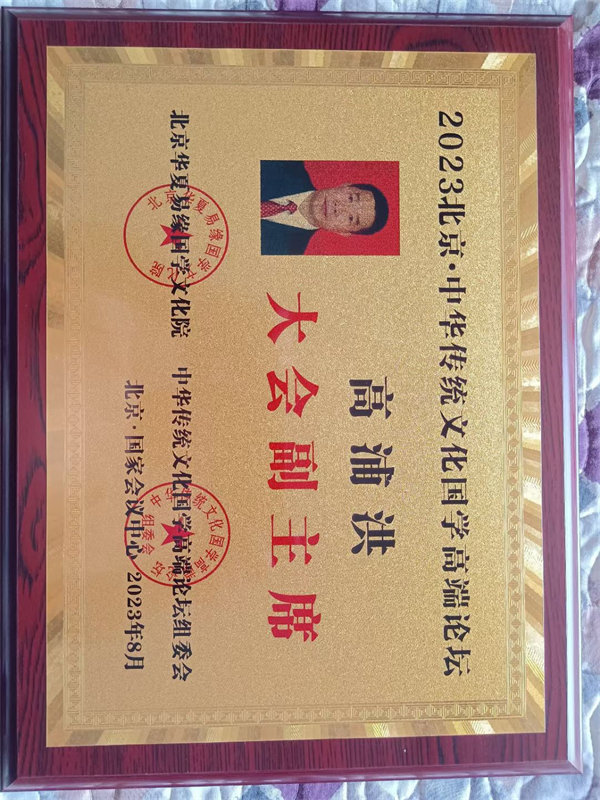 2023北京·中华传统文化国学高端论坛
高浦洪
大会副主席
北京华夏易缘国学文化院 中华传统文化国学高端论坛组委会
北京·国家会议中心 2023年8月
组委会